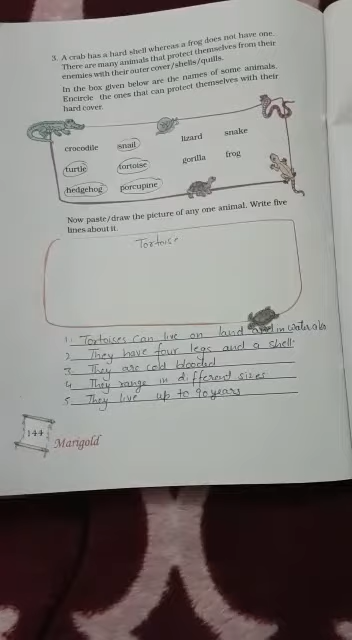 3. A crab has a hard shell whereas a frog does not have one.
There are many animals that protect themselves from their
enemies with their outer cover/shells/quills.
In the box given below are the names of some animals.
Encircle the ones that can protect themselves with their
hard cover.
crocodile snail lizard snake
turtle tortoise gorilla frog
hedgehog porcupine
Now paste/draw the picture of any one animal. Write five
lines about it.
Tortoise
1. Tortoises Can live on land and in water also
2. They have four legs and a shell.
3. They are cold blooded
4. They range in different sizes
5. They live up to 90 years
144
Marigold